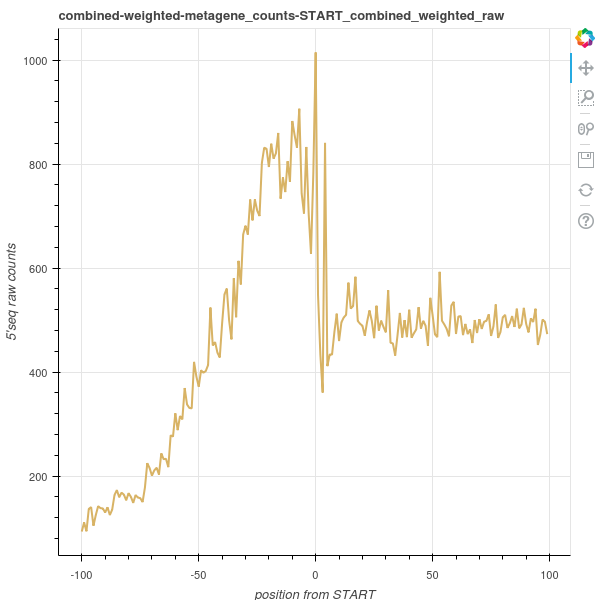 combined-weighted-metagene_counts-START_combined_weighted_raw
1000
800
600
400
200
5'seq raw counts
-100 -50 0 50 100
position from START